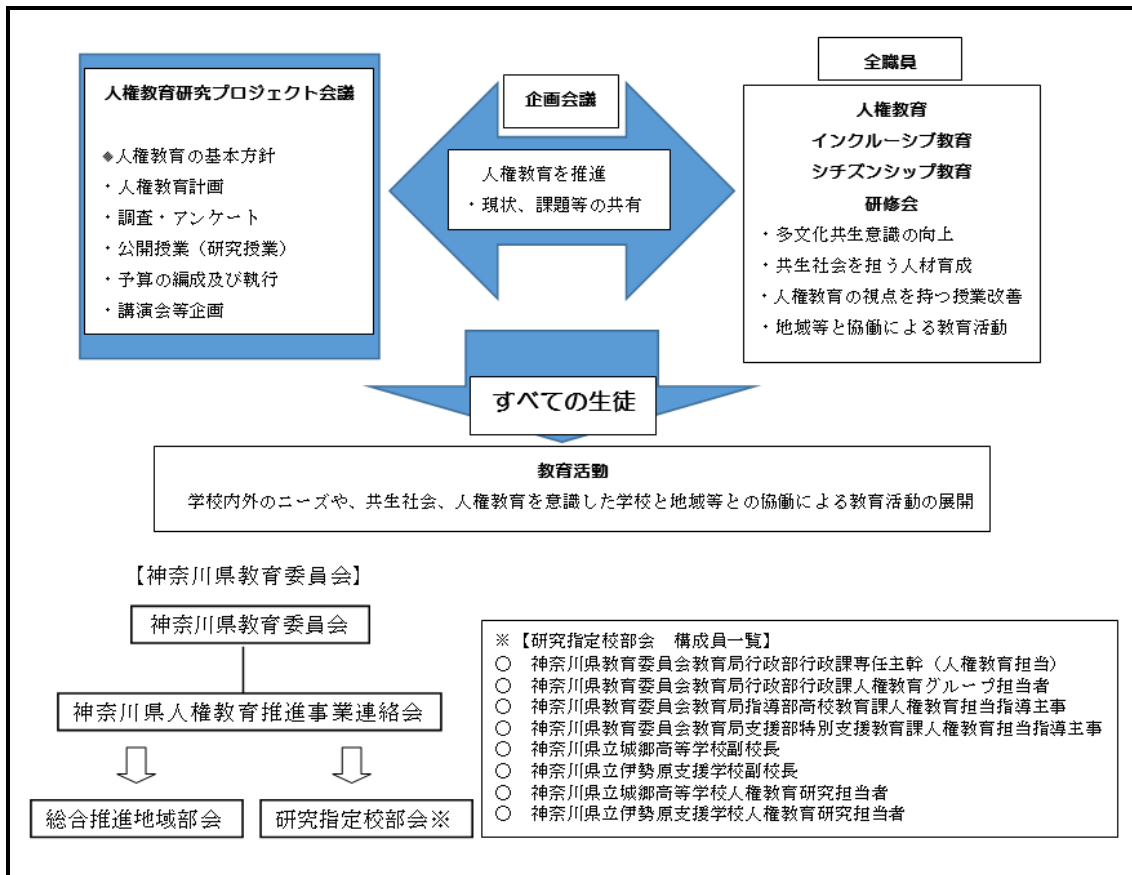 人権教育研究プロジェクト会議
◆人権教育の基本方針
・人権教育計画
・調査・アンケート
・公開授業（研究授業）
・予算の編成及び執行
・講演会等企画
企画会議
人権教育を推進
・現状、課題等の共有
全職員
人権教育
インクルーシブ教育
シチズンシップ教育
研修会
・多文化共生意識の向上
・共生社会を担う人材育成
・人権教育の視点を持つ授業改善
・地域等と協働による教育活動
すべての生徒
教育活動
学校内外のニーズや、共生社会、人権教育を意識した学校と地域等との協働による教育活動の展開
【神奈川県教育委員会】
神奈川県教育委員会
神奈川県人権教育推進事業連絡会
総合推進地域部会
研究指定校部会※
※【研究指定校部会　構成員一覧】
○　神奈川県教育委員会教育局行政部行政課専任主幹（人権教育担当）
○　神奈川県教育委員会教育局行政部行政課人権教育グループ担当者
○　神奈川県教育委員会教育局指導部高校教育課人権教育担当指導主事
○　神奈川県教育委員会教育局支援部特別支援教育課人権教育担当指導主事
○　神奈川県立城郷高等学校副校長
○　神奈川県立伊勢原支援学校副校長
○　神奈川県立城郷高等学校人権教育研究担当者
○　神奈川県立伊勢原支援学校人権教育研究担当者